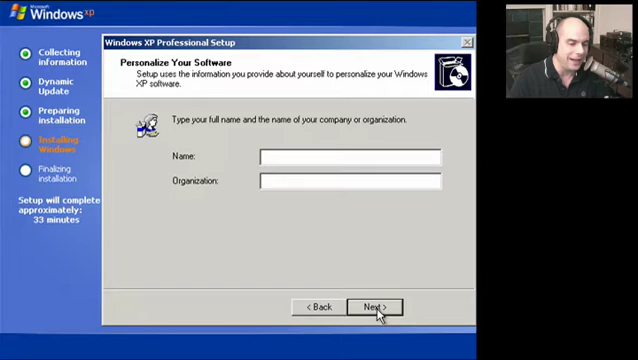 Microsoft
Windows xp
Collecting
information
Dynamic
Update
Preparing
installation
Installing
Windows
Finalizing
installation
Setup will complete
approximately:
33 minutes
Windows XP Professional Setup
Personalize Your Software
Setup uses the information you provide about yourself to personalize your Windows
XP software.
Type your full name and the name of your company or organization.
Name:
Organization:
< Back
Next >